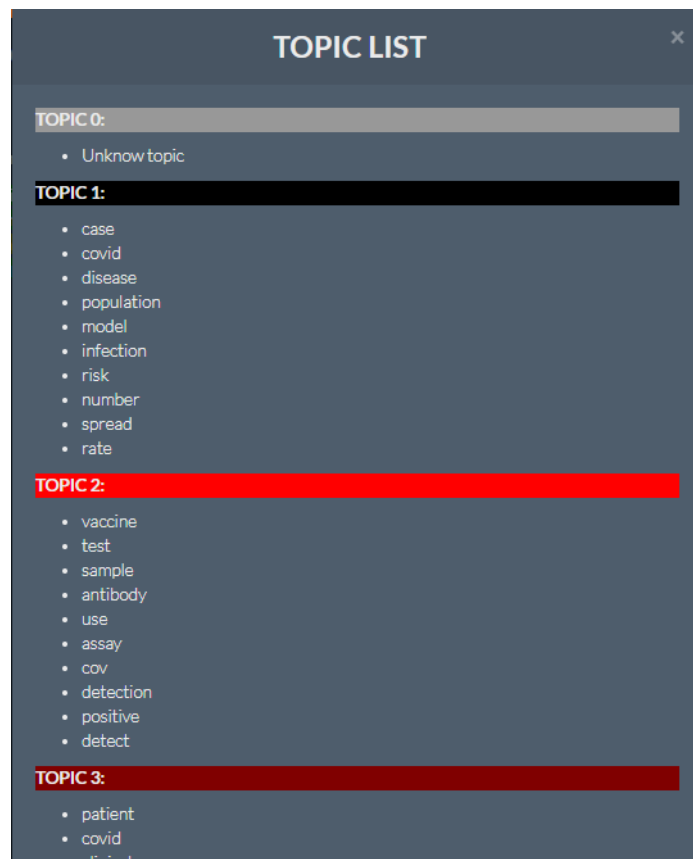 TOPIC LIST
×
TOPIC 0:
• Unknow topic
TOPIC 1:
• case
• covid
• disease
• population
• model
• infection
• risk
• number
• spread
• rate
TOPIC 2:
• vaccine
• test
• sample
• antibody
• use
• assay
• cov
• detection
• positive
• detect
TOPIC 3:
• patient
• covid